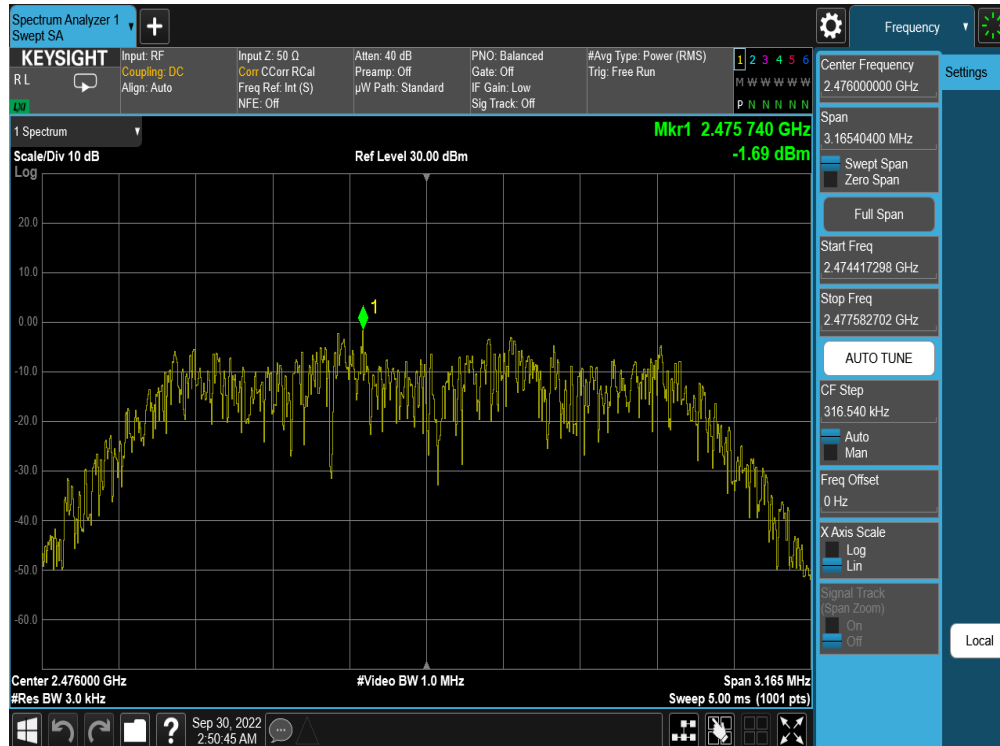 Spectrum Analyzer 1
Swept SA
Frequency
KEYSIGHT
R L
LXI
Input: RF
Coupling: DC
Align: Auto
Input Z: 50 Ω
Corr CCorr RCal
Freq Ref: Int (S)
NFE: Off
Atten: 40 dB
Preamp: Off
µW Path: Standard
PNO: Balanced
Gate: Off
IF Gain: Low
Sig Track: Off
#Avg Type: Power (RMS)
Trig: Free Run
1 2 3 4 5 6
M W W W W W
P N N N N N
1 Spectrum
Scale/Div 10 dB
Log
Ref Level 30.00 dBm
Mkr1 2.475 740 GHz
-1.69 dBm
20.0
10.0
0.00
-10.0
-20.0
-30.0
-40.0
-50.0
-60.0
1
Center 2.476000 GHz
#Res BW 3.0 kHz
#Video BW 1.0 MHz
Span 3.165 MHz
Sweep 5.00 ms (1001 pts)
Center Frequency
2.476000000 GHz
Settings
Span
3.16540400 MHz
Swept Span
Zero Span
Full Span
Start Freq
2.474417298 GHz
Stop Freq
2.477582702 GHz
AUTO TUNE
CF Step
316.540 kHz
Auto
Man
Freq Offset
0 Hz
X Axis Scale
Log
Lin
Signal Track
(Span Zoom)
On
Off
Local
?
Sep 30, 2022
2:50:45 AM